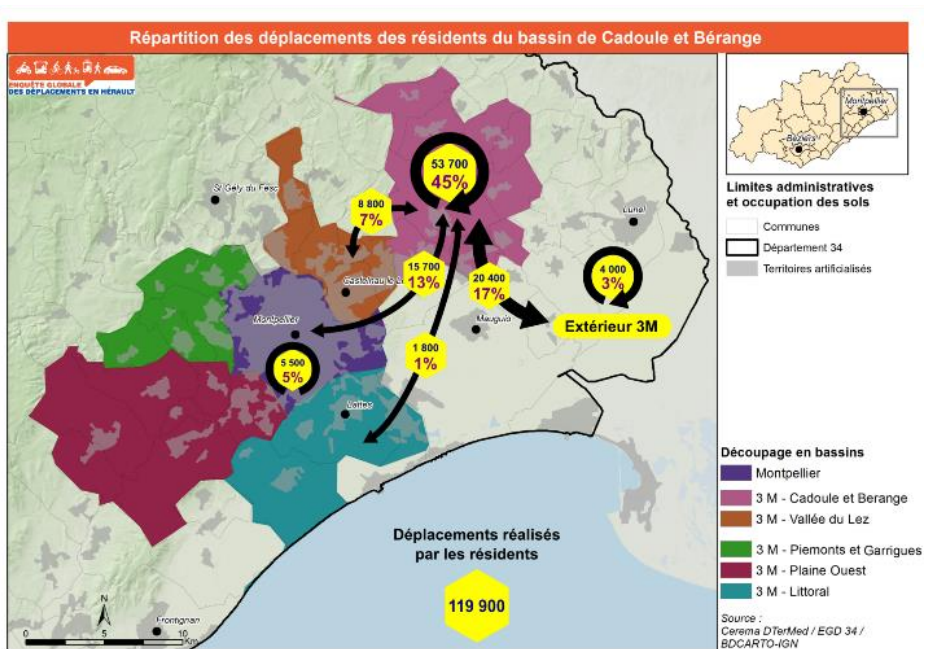 Répartition des déplacements des résidents du bassin de Cadoule et Bérange
ENQUÊTE GLOBALE
DES DÉPLACEMENTS EN HÉRAULT
Montpellier
Béziers
Limites administratives
et occupation des sols
Communes
Département 34
Territoires artificialisés
53 700
45%
St Gély du Fesc
8 800
7%
Lunel
15 700
13%
20 400
17%
4 000
3%
Castelnau le L
Extérieur 3M
Montpellier
Mauguio
1 800
1%
5 500
5%
Lattes
Découpage en bassins
Montpellier
3 M - Cadoule et Berange
3 M - Vallée du Lez
3 M - Piemonts et Garrigues
3 M - Plaine Ouest
3 M - Littoral
Déplacements réalisés
par les résidents
119 900
N
0 5 10
Km
Frontignan
Source :
Cerema DTerMed / EGD 34 /
BDCARTO-IGN